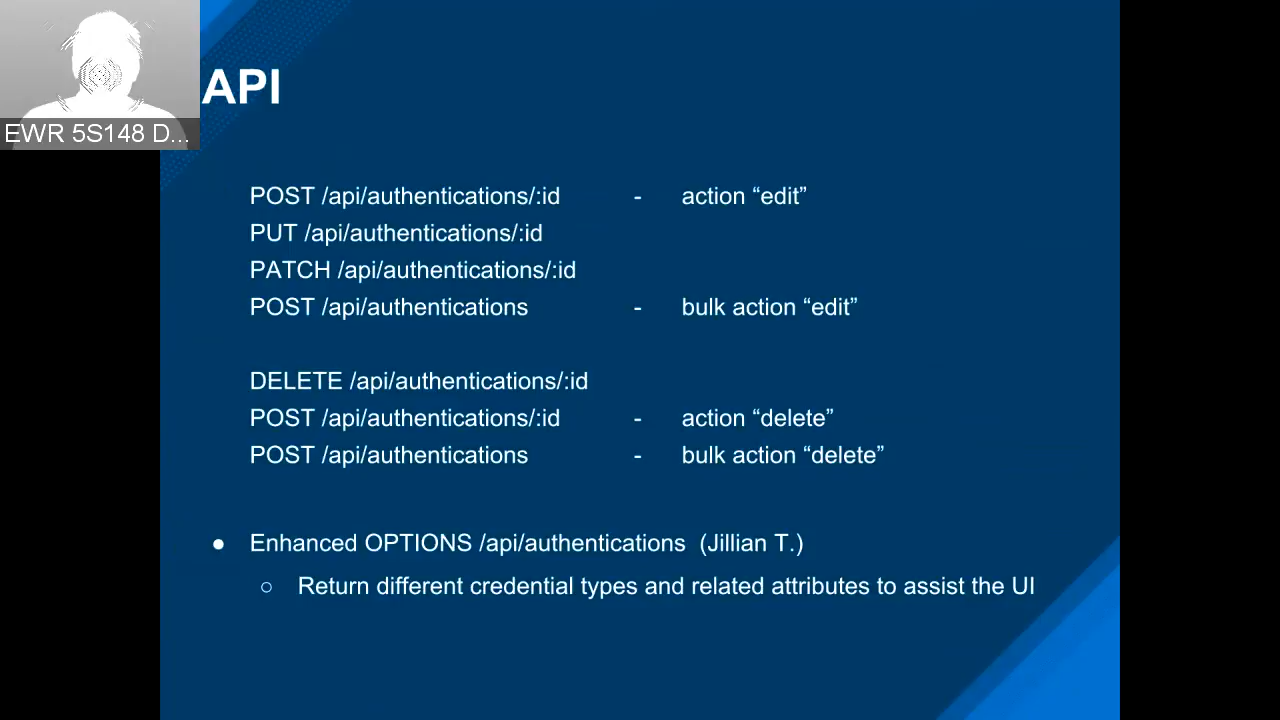 API
EWR 5S148 D...
POST /api/authentications/:id - action “edit”
PUT /api/authentications/:id
PATCH /api/authentications/:id
POST /api/authentications - bulk action “edit”
DELETE /api/authentications/:id
POST /api/authentications/:id - action “delete”
POST /api/authentications - bulk action “delete”
● Enhanced OPTIONS /api/authentications (Jillian T.)
○ Return different credential types and related attributes to assist the UI